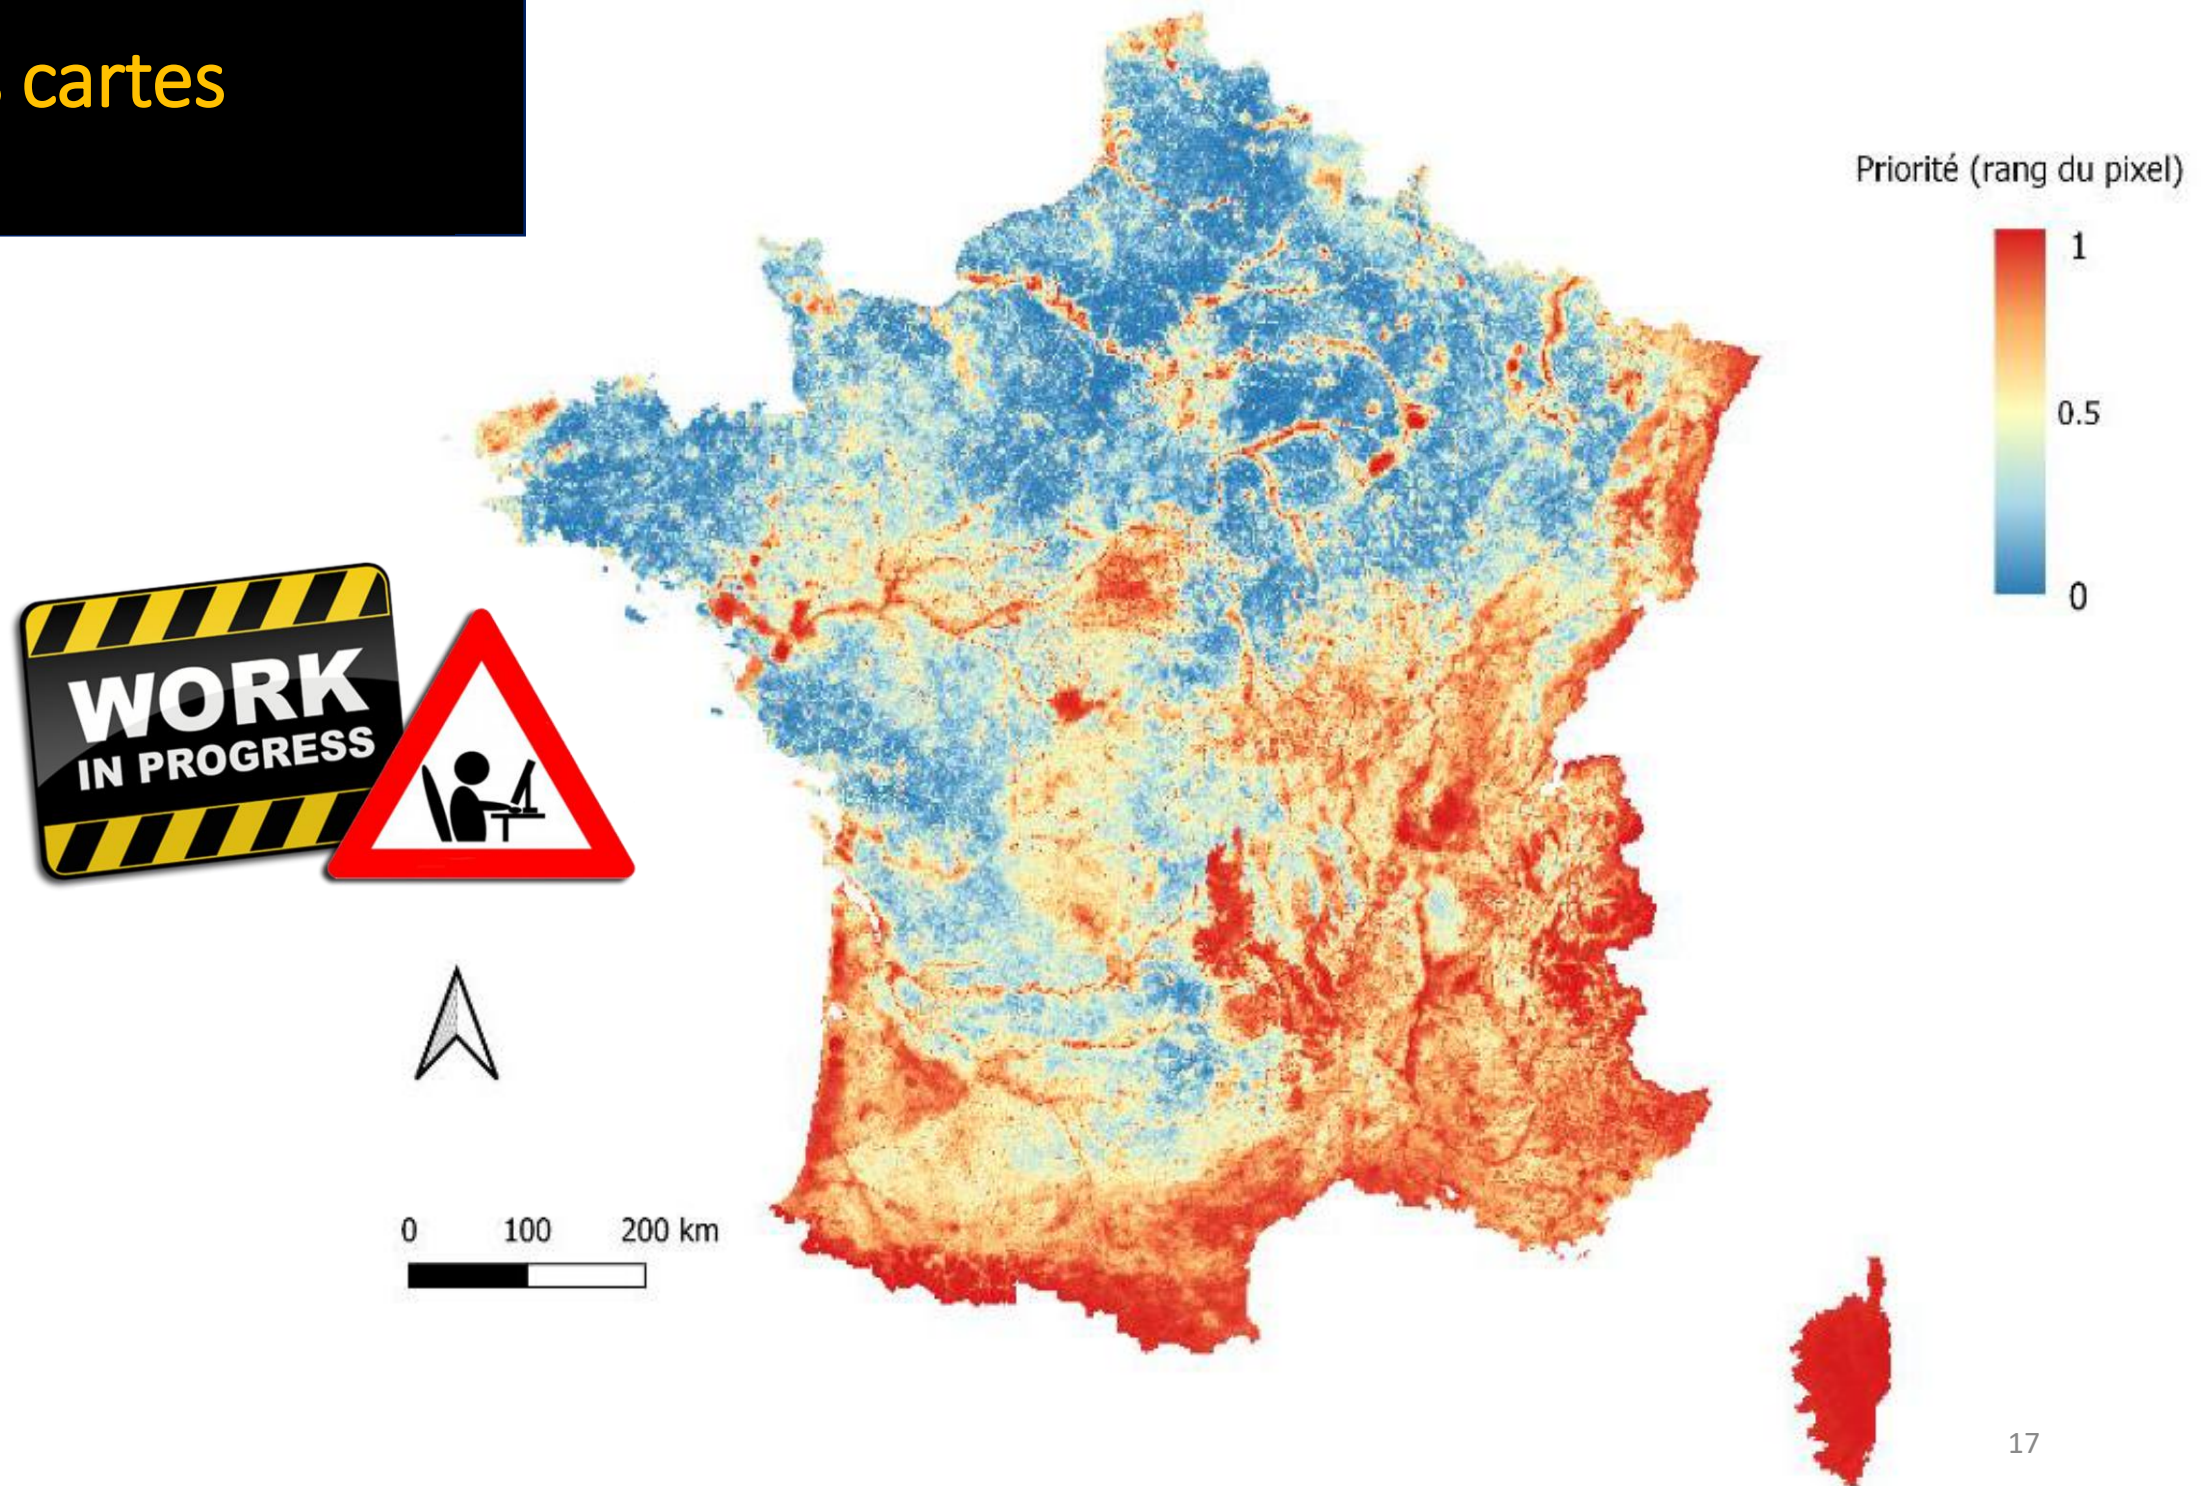 cartes
Priorité (rang du pixel)
1
0.5
0
WORK
IN PROGRESS
0 100 200 km
17